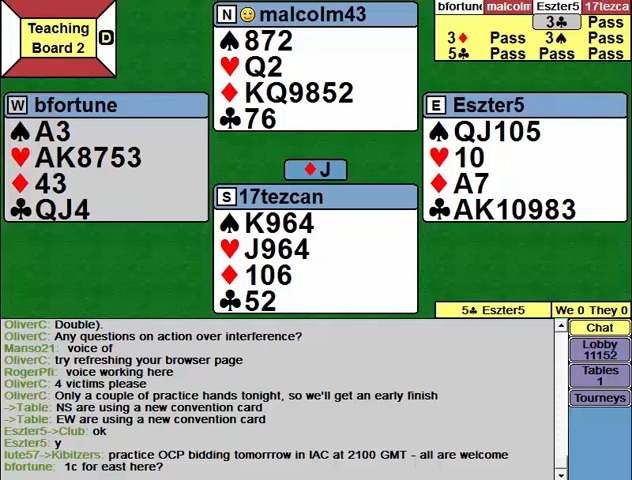 Teaching
Board 2
D
N malcolm43
♠872
♥Q2
♦KQ9852
♣76
bfortune malcolm Eszter5 17tezca
3♣ Pass
3♦ Pass 3♠ Pass
5♣ Pass Pass Pass
W bfortune
♠A3
♥AK8753
♦43
♣QJ4
♦J
E Eszter5
♠QJ105
♥10
♦A7
♣AK10983
S 17tezcan
♠K964
♥J964
♦106
♣52
5♣ Eszter5 We 0 They 0
OliverC: Double).
OliverC: Any questions on action over interference?
Manso21: voice of
OliverC: try refreshing your browser page
RogerPfi: voice working here
OliverC: 4 victims please
OliverC: Only a couple of practice hands tonight, so we'll get an early finish
->Table: NS are using a new convention card
->Table: EW are using a new convention card
Eszter5->Club: ok
Eszter5: y
lute57->Kibitzers: practice OCP bidding tomorrrow in IAC at 2100 GMT - all are welcome
bfortune: 1c for east here?
Chat
Lobby
11152
Tables
1
Tourneys